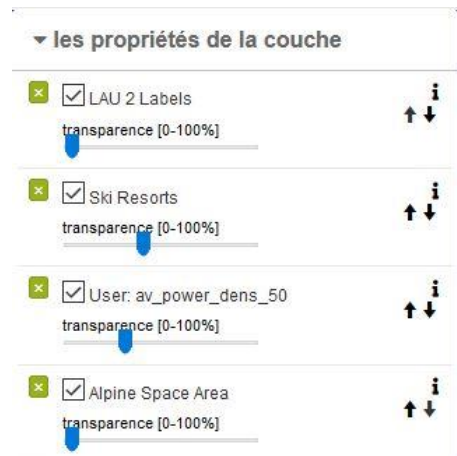 les propriétés de la couche
LAU 2 Labels
transparence [0-100%]
Ski Resorts
transparence [0-100%]
User: av_power_dens_50
transparence [0-100%]
Alpine Space Area
transparence [0-100%]